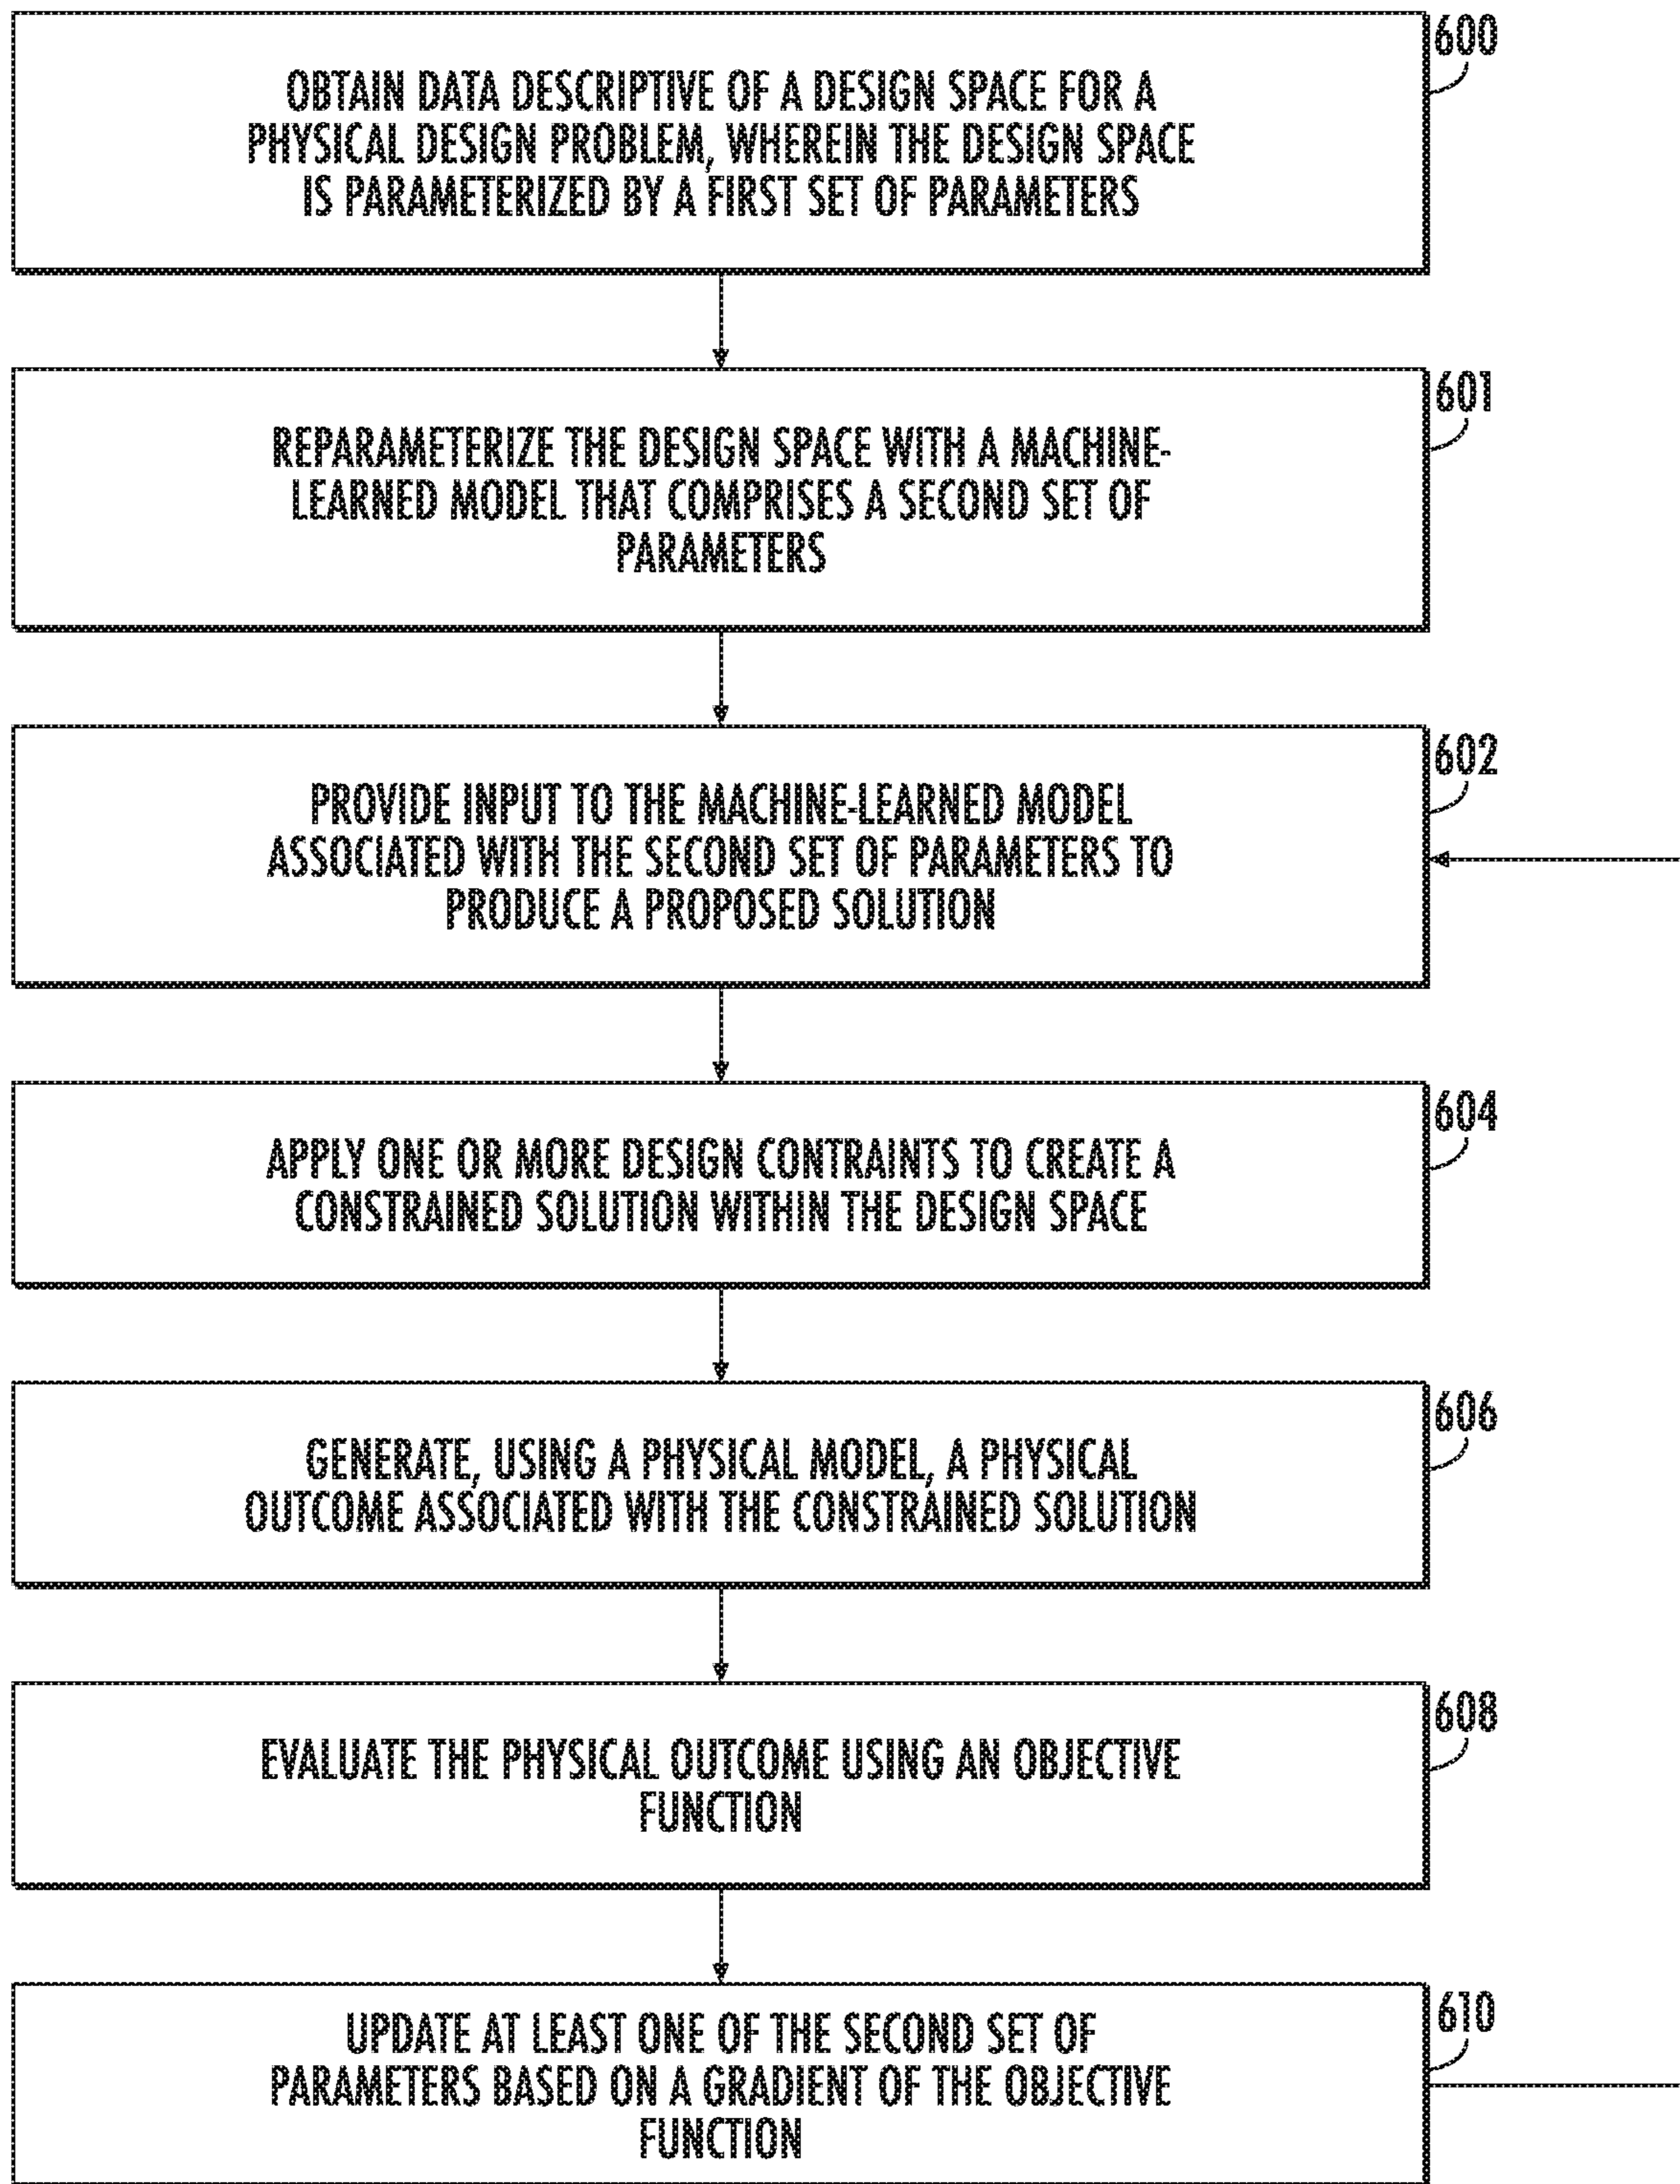 600
OBTAIN DATA DESCRIPTIVE OF A DESIGN SPACE FOR A
PHYSICAL DESIGN PROBLEM, WHEREIN THE DESIGN SPACE
IS PARAMETERIZED BY A FIRST SET OF PARAMETERS
601
REPARAMETERIZE THE DESIGN SPACE WITH A MACHINE-
LEARNED MODEL THAT COMPRISES A SECOND SET OF
PARAMETERS
602
PROVIDE INPUT TO THE MACHINE-LEARNED MODEL
ASSOCIATED WITH THE SECOND SET OF PARAMETERS TO
PRODUCE A PROPOSED SOLUTION
604
APPLY ONE OR MORE DESIGN CONTRAINTS TO CREATE A
CONSTRAINED SOLUTION WITHIN THE DESIGN SPACE
606
GENERATE, USING A PHYSICAL MODEL, A PHYSICAL
OUTCOME ASSOCIATED WITH THE CONSTRAINED SOLUTION
608
EVALUATE THE PHYSICAL OUTCOME USING AN OBJECTIVE
FUNCTION
610
UPDATE AT LEAST ONE OF THE SECOND SET OF
PARAMETERS BASED ON A GRADIENT OF THE OBJECTIVE
FUNCTION